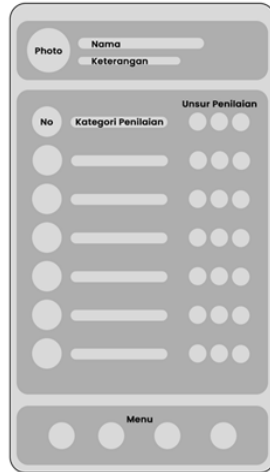 Photo
Nama
Keterangan
Unsur Penilaian
No
Kategori Penilaian
Menu